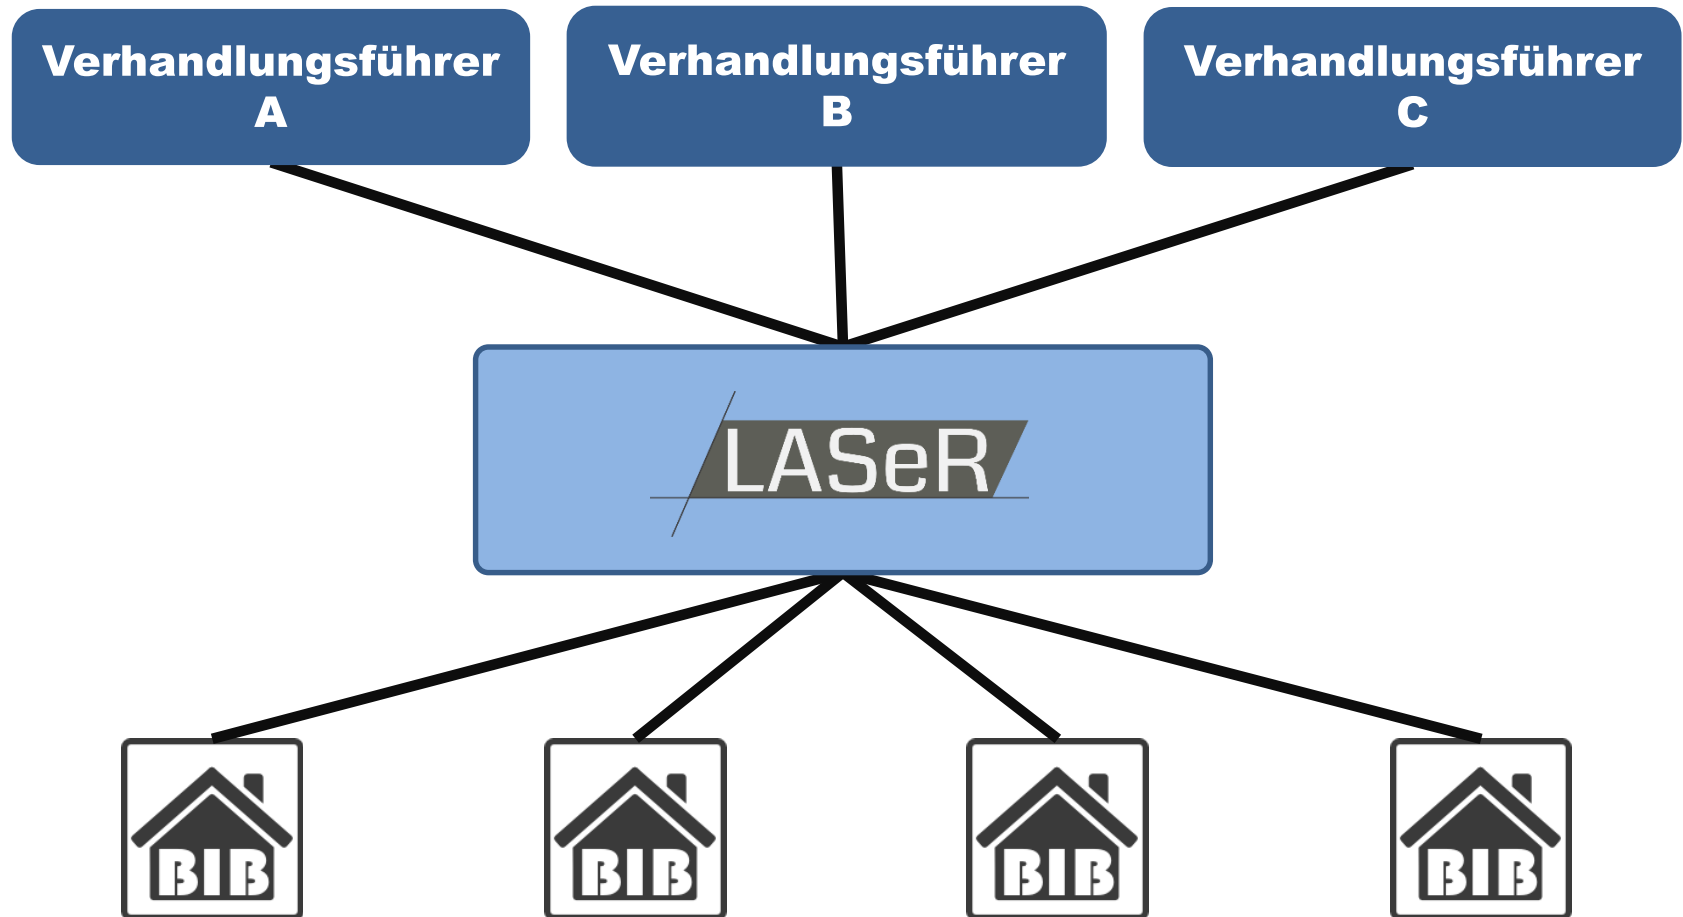 Verhandlungsführer
A
Verhandlungsführer
B
Verhandlungsführer
C
LASeR
BIB
BIB
BIB
BIB